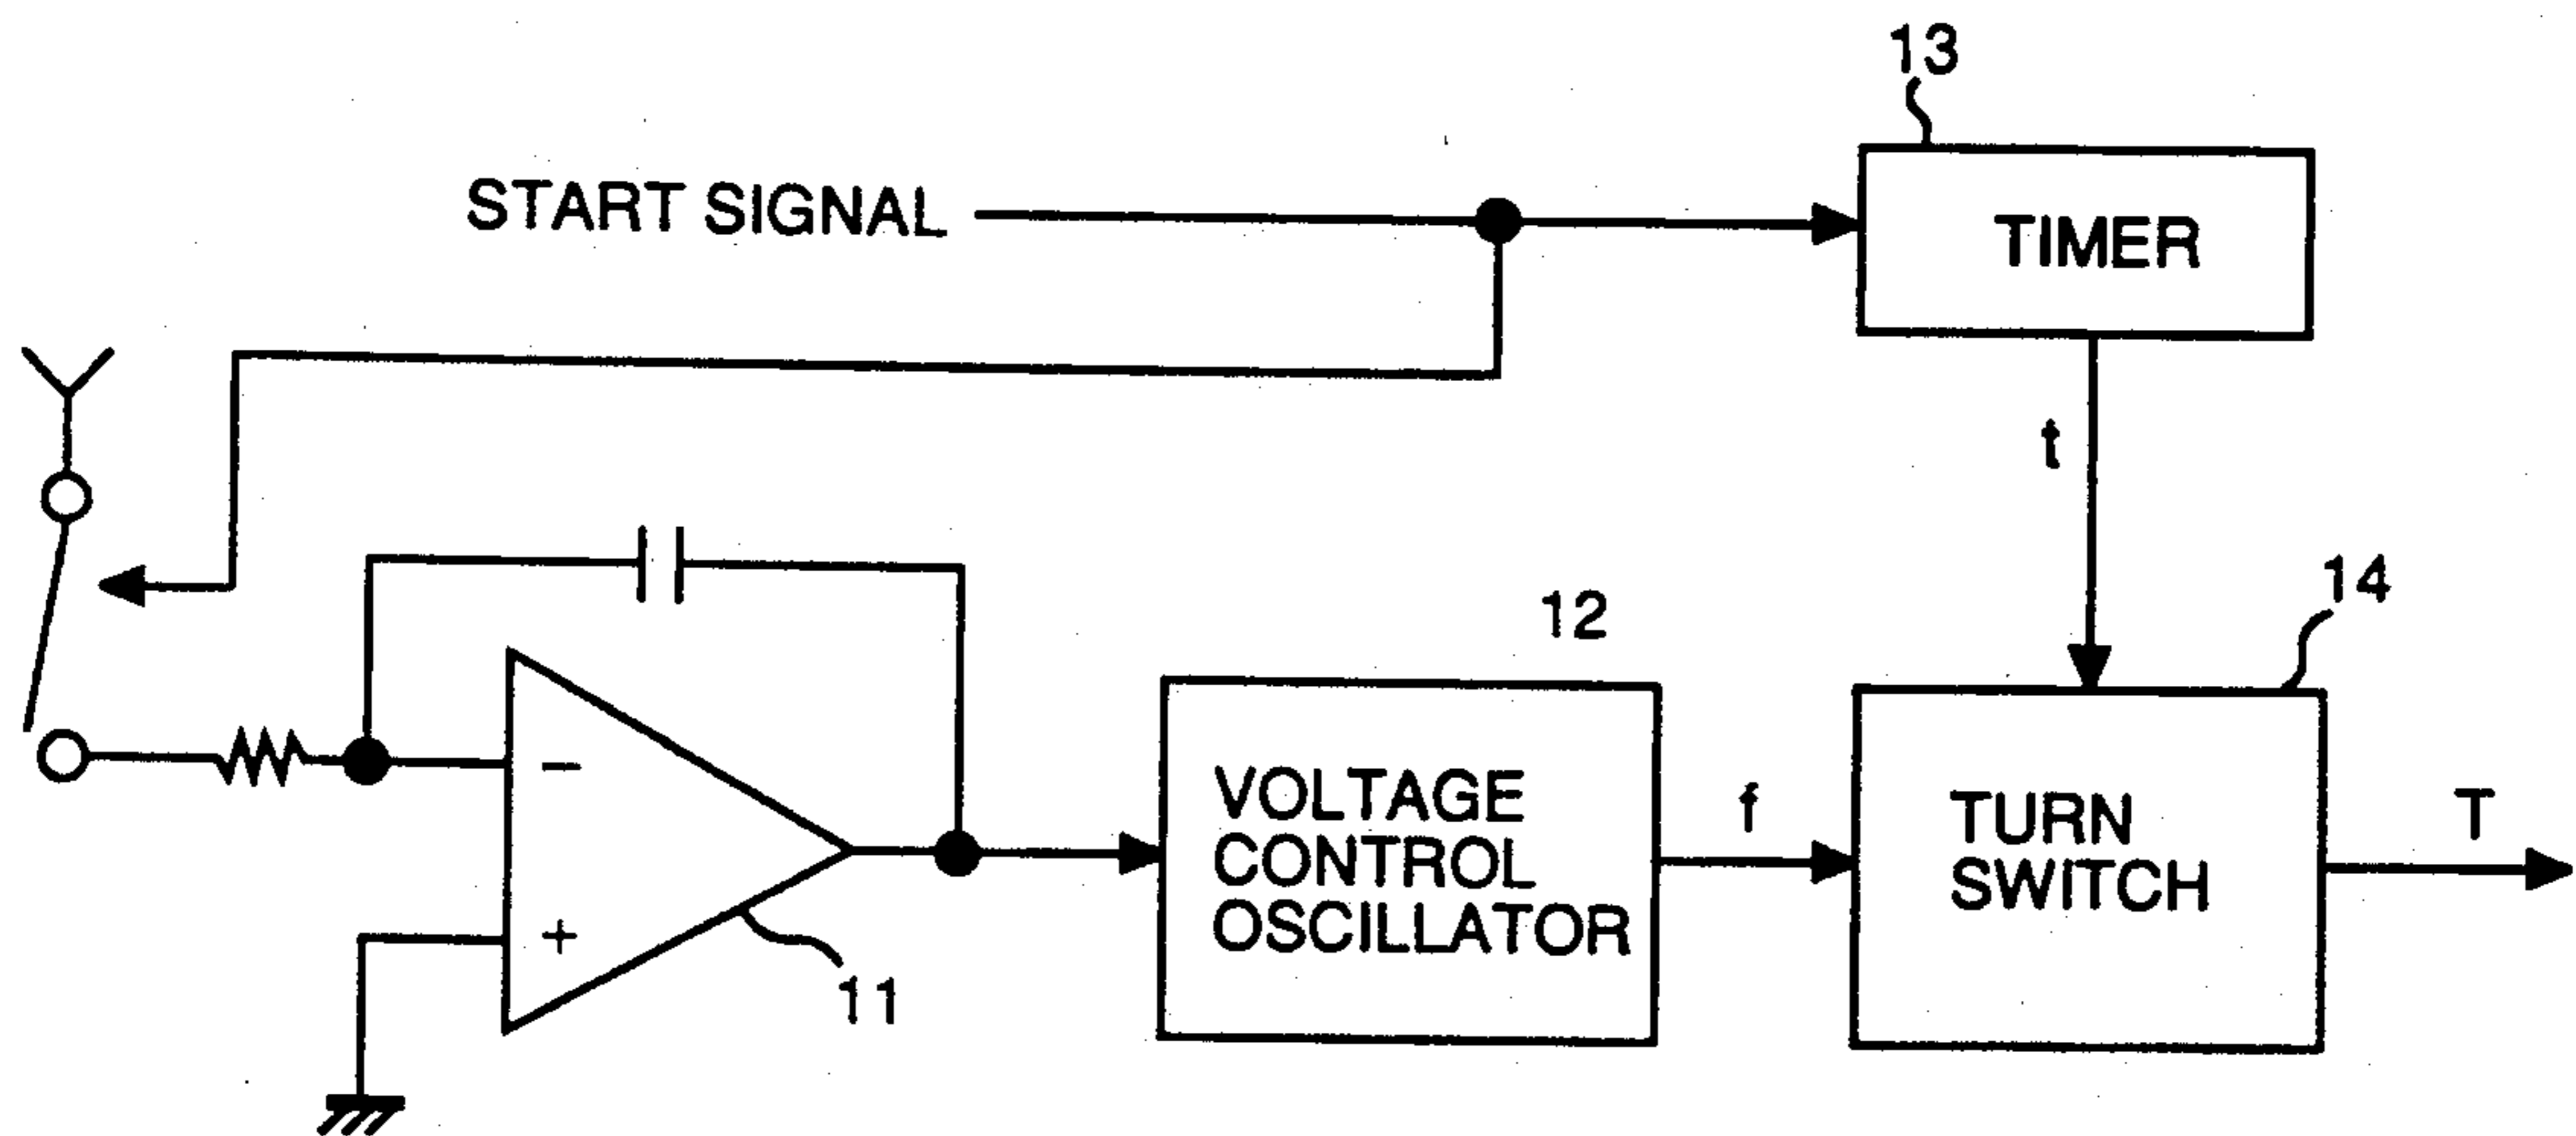 13
START SIGNAL
TIMER
t
14
12
−
VOLTAGE
CONTROL
OSCILLATOR
f
TURN
SWITCH
T
+
11